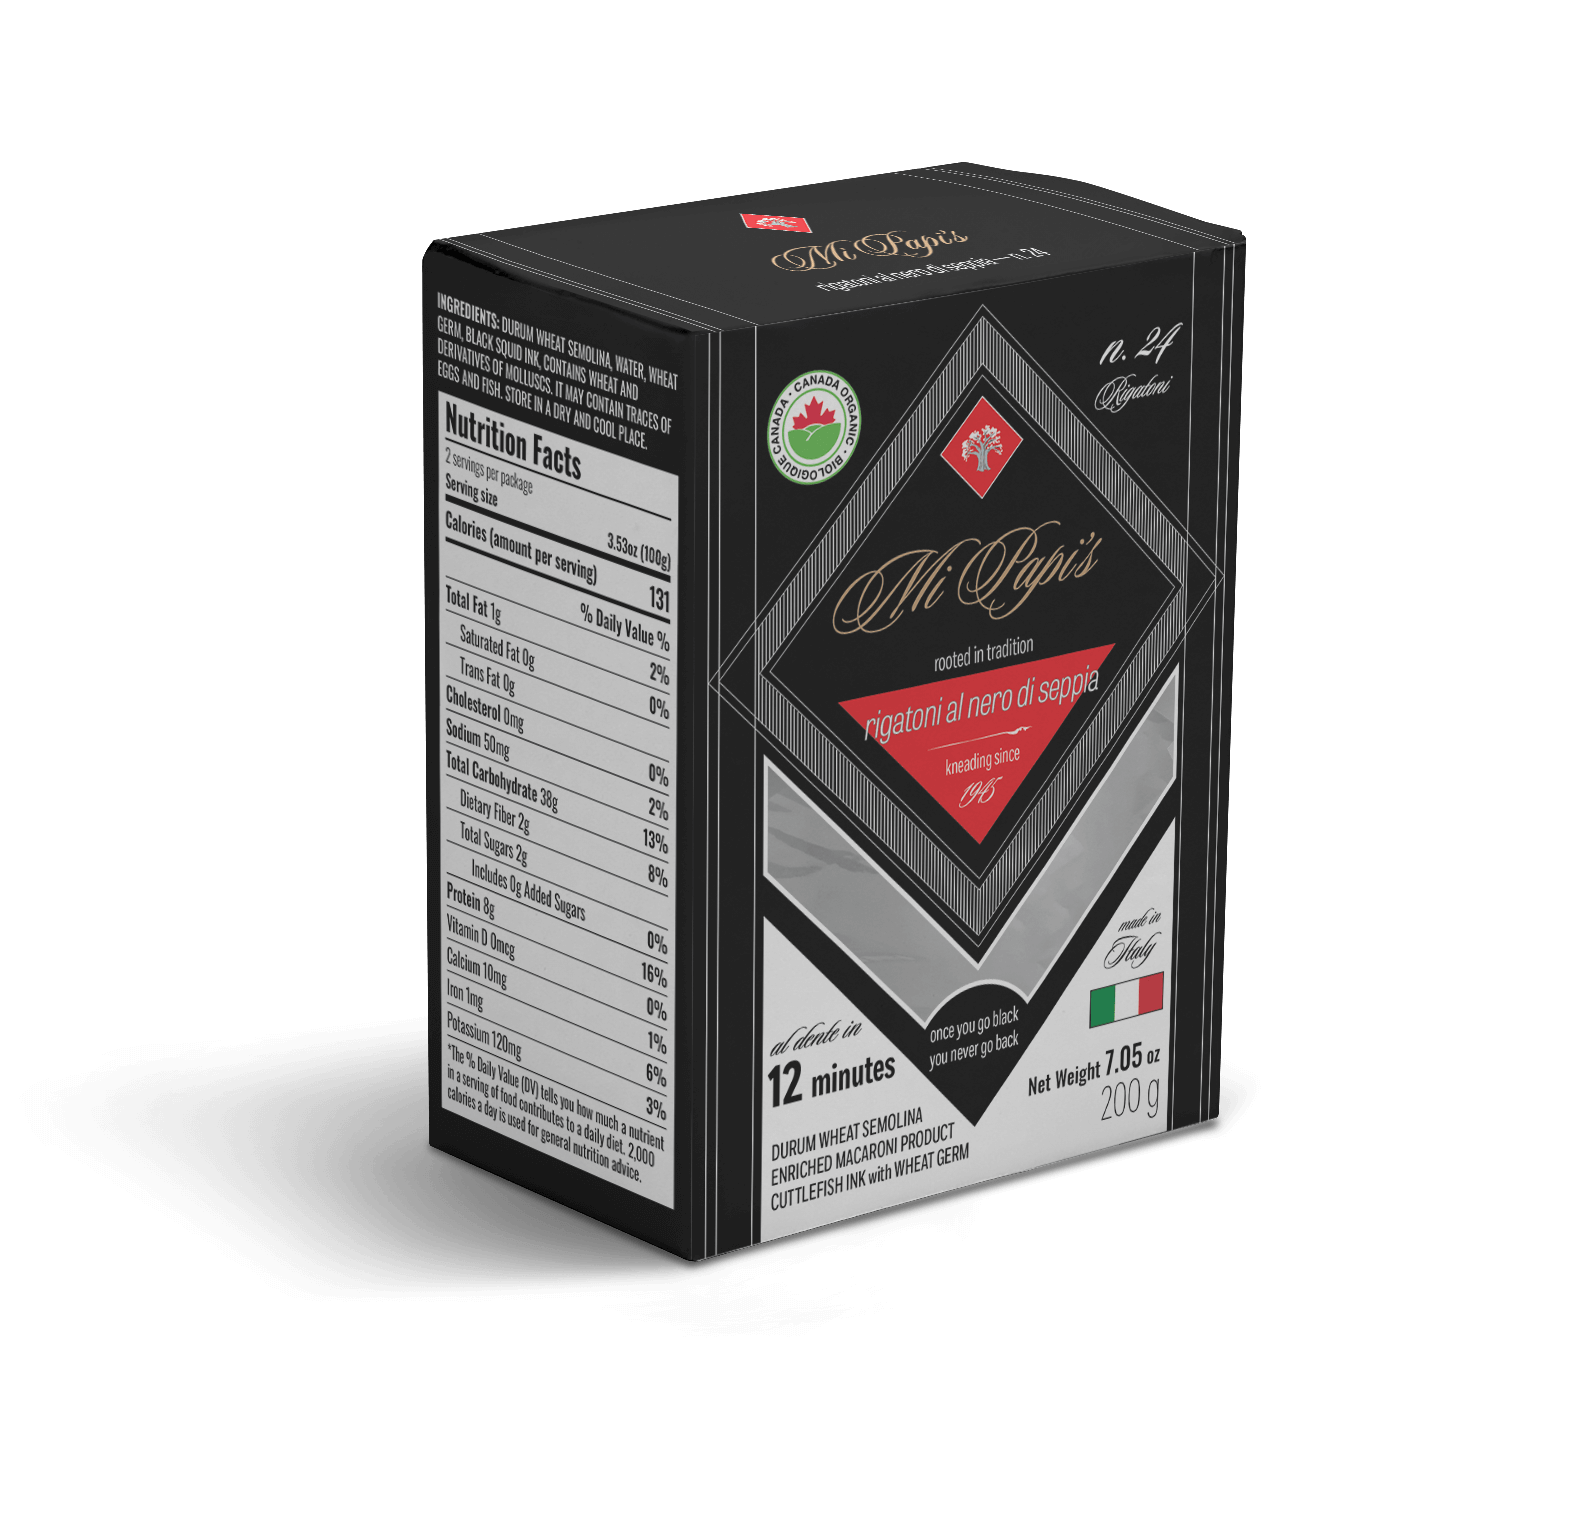 Mi Papi's
rigatoni al nero di seppia — n. 24
INGREDIENTS: DURUM WHEAT SEMOLINA, WATER, WHEAT
GERM, BLACK SQUID INK, CONTAINS WHEAT AND
DERIVATIVES OF MOLLUSCS. IT MAY CONTAIN TRACES OF
EGGS AND FISH. STORE IN A DRY AND COOL PLACE.
Nutrition Facts
2 servings per package
Serving size 3.53oz (100g)
Calories (amount per serving) 131
% Daily Value %
Total Fat 1g 2%
Saturated Fat 0g 0%
Trans Fat 0g
Cholesterol 0mg 0%
Sodium 50mg 2%
Total Carbohydrate 38g 13%
Dietary Fiber 2g 8%
Total Sugars 2g
Includes 0g Added Sugars 0%
Protein 8g 16%
Vitamin D 0mcg 0%
Calcium 10mg 1%
Iron 1mg 6%
Potassium 120mg 3%
*The % Daily Value (DV) tells you how much a nutrient
in a serving of food contributes to a daily diet. 2,000
calories a day is used for general nutrition advice.
CANADA ORGANIC · BIOLOGIQUE CANADA ·
n. 24
Rigatoni
Mi Papi's
rooted in tradition
rigatoni al nero di seppia
kneading since
1945
made in
Italy
once you go black
you never go back
al dente in
12 minutes
Net Weight 7.05 oz
200 g
DURUM WHEAT SEMOLINA
ENRICHED MACARONI PRODUCT
CUTTLEFISH INK with WHEAT GERM